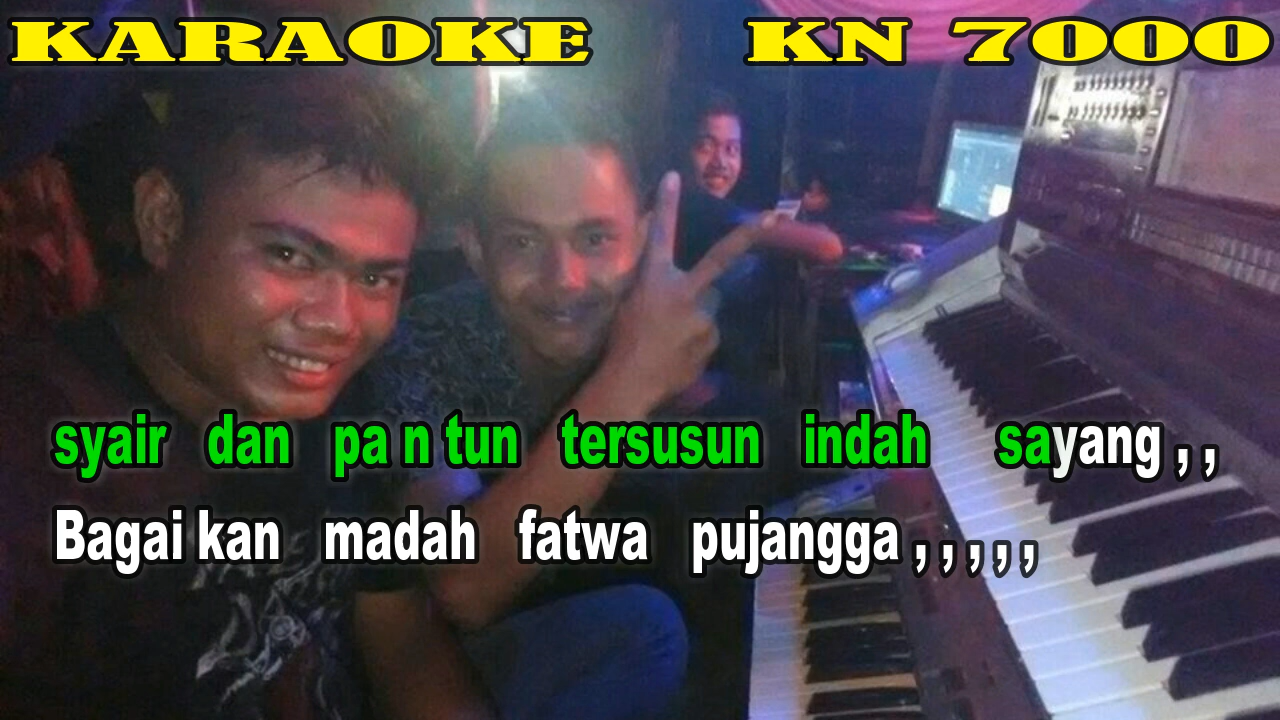 KARAOKE KN 7000
syair dan pa n tun tersusun indah sayang , ,
Bagai kan madah fatwa pujangga , , , , ,